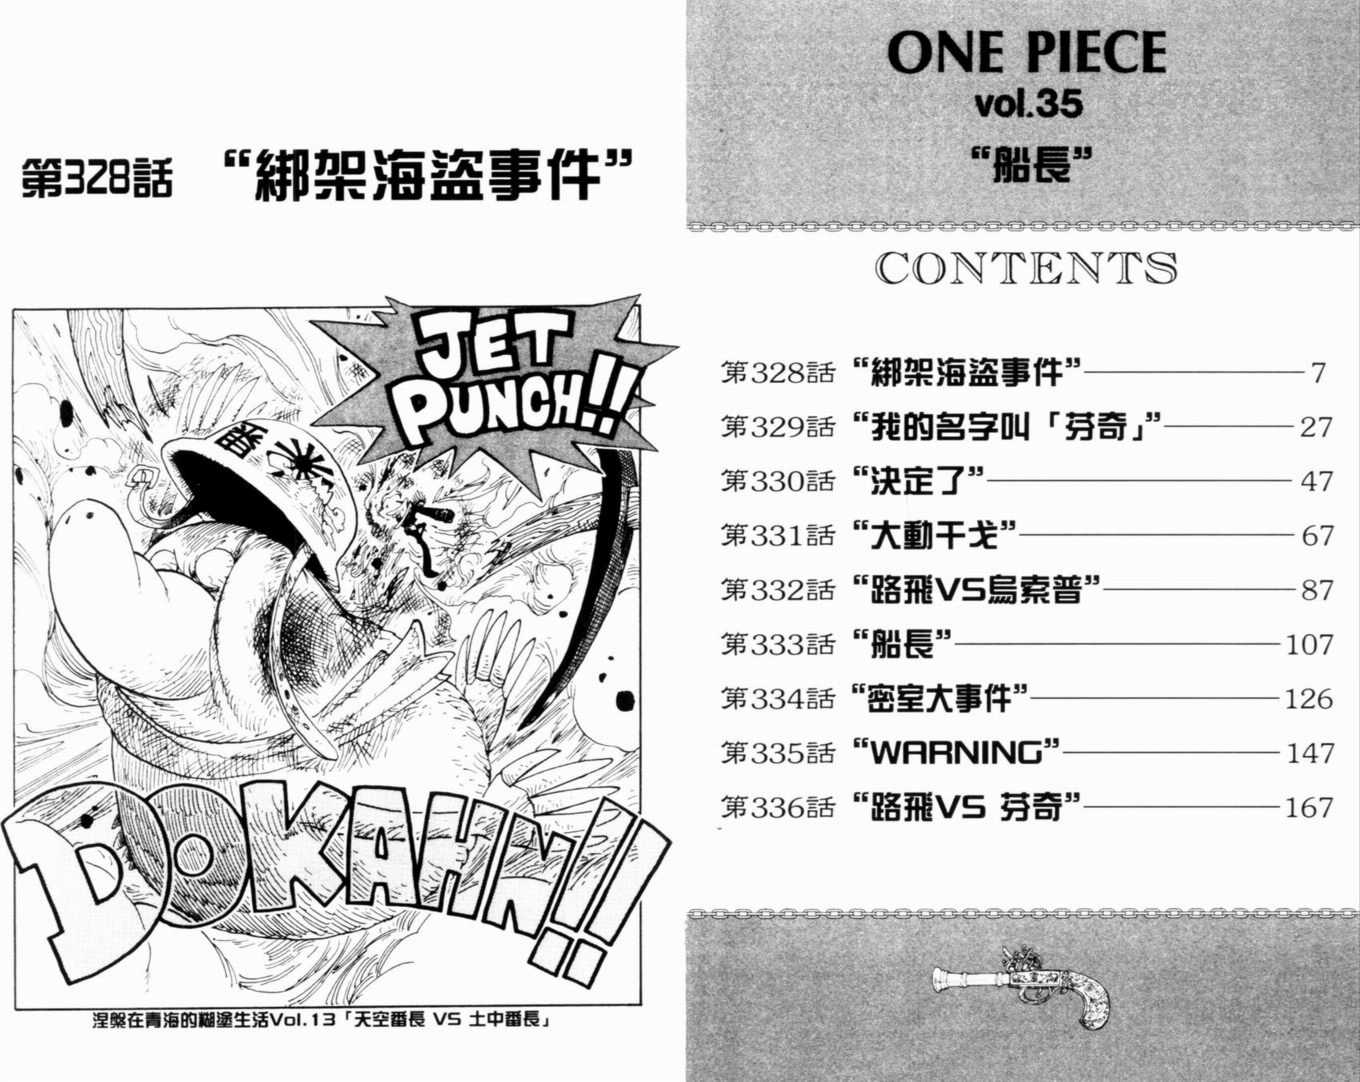 ONE PIECE
vol.35
“船長”
CONTENTS
第328話 “綁架海盜事件” 7
第329話 “我的名字叫「芬奇」” 27
第330話 “決定了” 47
第331話 “大動干戈” 67
第332話 “路飛VS烏索普” 87
第333話 “船長” 107
第334話 “密室大事件” 126
第335話 “WARNING” 147
第336話 “路飛VS 芬奇” 167
第328話 “綁架海盜事件”
JET
PUNCH!!
DOKAHN!!
涅槃在青海的糊塗生活Vol.13「天空番長 VS 土中番長」